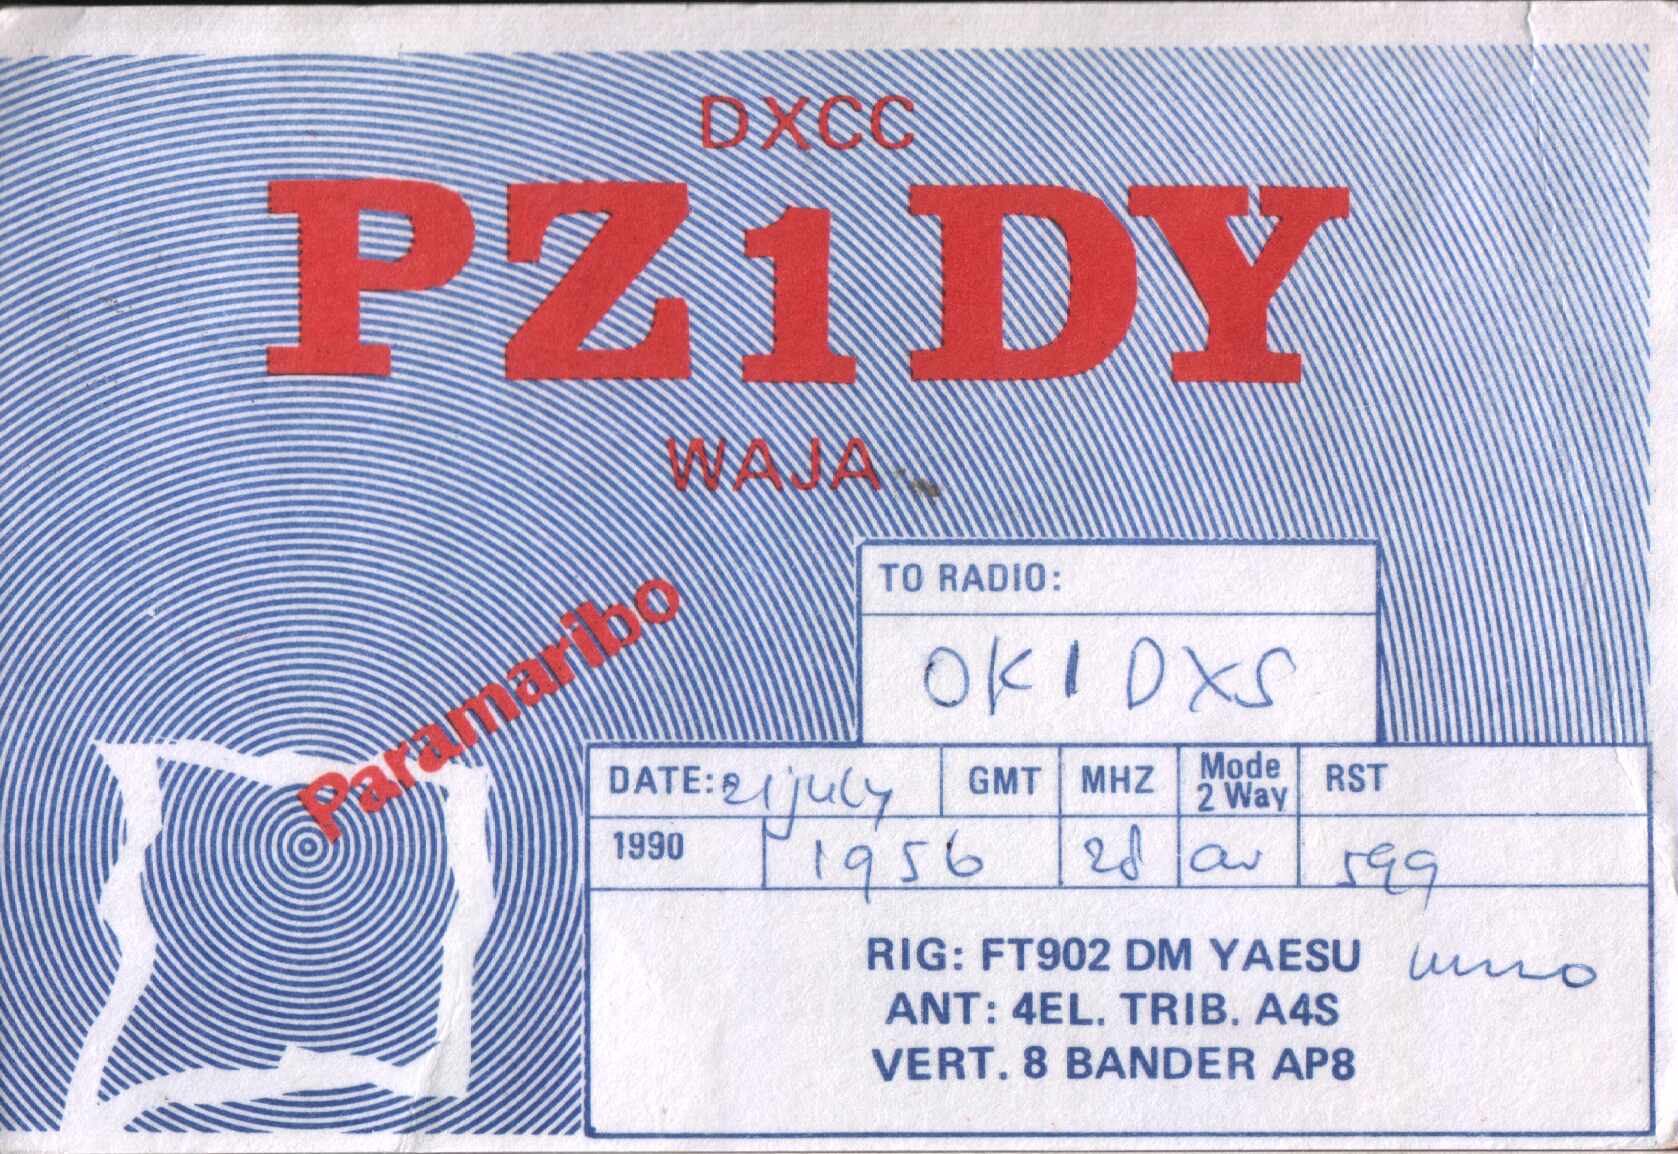 DXCC
PZ1DY
WAJA
Paramaribo
TO RADIO:
OK1DXS
DATE: 21 july GMT MHZ Mode 2 Way RST
1990 1956 28 cw 599
RIG: FT902 DM YAESU
ANT: 4EL. TRIB. A4S
VERT. 8 BANDER AP8